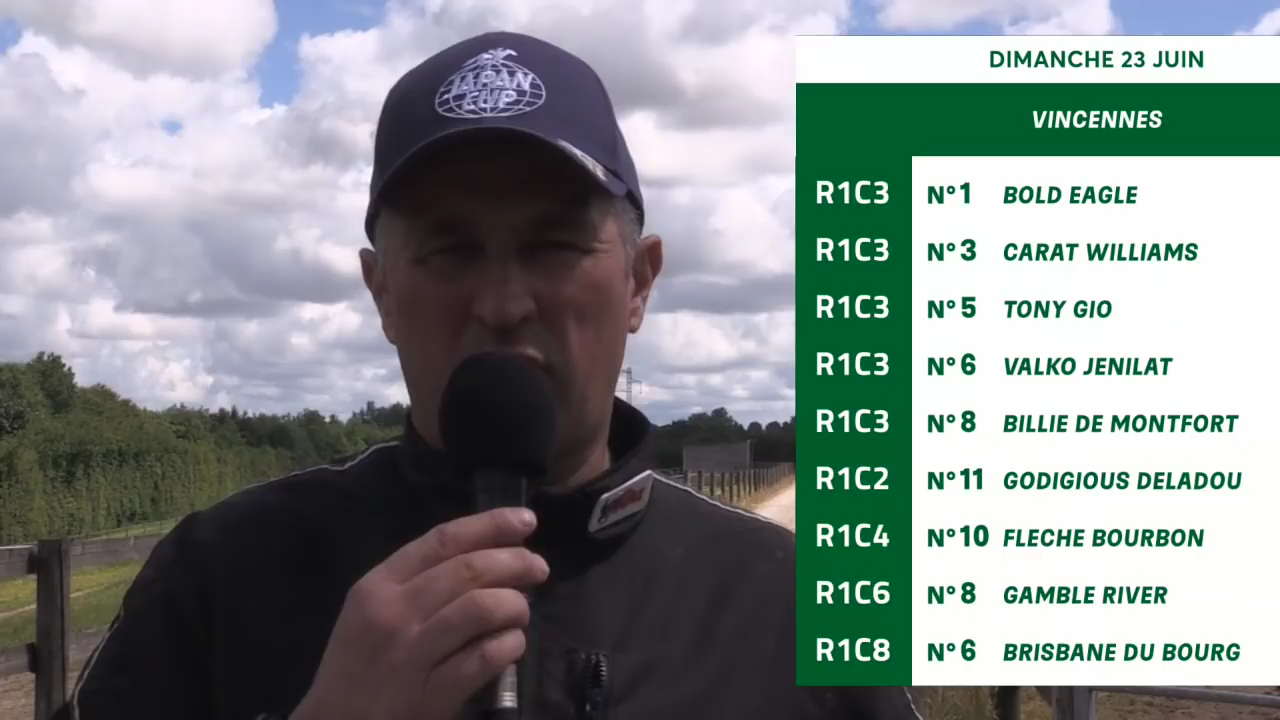 JAPAN
CUP
DIMANCHE 23 JUIN
VINCENNES
R1C3 N°1 BOLD EAGLE
R1C3 N°3 CARAT WILLIAMS
R1C3 N°5 TONY GIO
R1C3 N°6 VALKO JENILAT
R1C3 N°8 BILLIE DE MONTFORT
R1C2 N°11 GODIGIOUS DELADOU
R1C4 N°10 FLECHE BOURBON
R1C6 N°8 GAMBLE RIVER
R1C8 N°6 BRISBANE DU BOURG